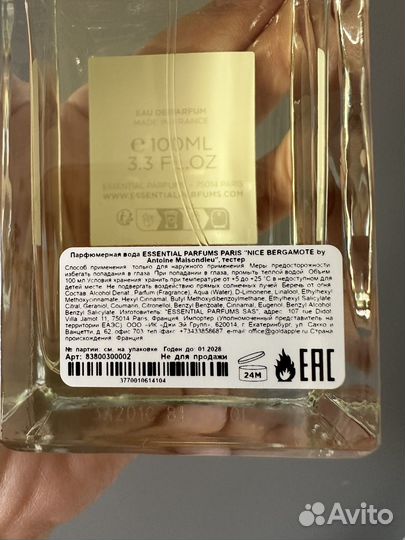 EAU DE PARFUM
MADE IN FRANCE
℮ 100ML
3.3 FL.OZ
ESSENTIAL PARFUMS - 75014 PARIS
ESSENTIALPARFUMS.COM
Парфюмерная вода ESSENTIAL PARFUMS PARIS "NICE BERGAMOTE by
Antoine Maisondieu", тестер
Способ применения: только для наружного применения. Меры предосторожности:
избегать попадания в глаза. При попадании в глаза, промыть теплой водой. Объем:
100 мл Условия хранения: хранить при температуре от +5 до +25 °C в недоступном для
детей месте. Не подвергать воздействию прямых солнечных лучей. Беречь от огня.
Состав: Alcohol Denat., Parfum (Fragrance), Aqua (Water), D-Limonene, Linalool, Ethylhexyl
Methoxycinnamate, Hexyl Cinnamal, Butyl Methoxydibenzoylmethane, Ethylhexyl Salicylate,
Citral, Geraniol, Coumarin, Citronellol, Benzyl Benzoate, Eugenol, Benzyl Alcohol,
Benzyl Salicylate. Изготовитель: "ESSENTIAL PARFUMS SAS", адрес: 107 rue Didot
Villa Jamot 11, 75014 Paris, Франция. Импортер (Уполномоченный представитель на
территории ЕАЭС) ООО «ИК «Джи Эй Групп», 620014, г. Екатеринбург, ул. Сакко и
Ванцетти д. 62, офис 703 тел. факс: +73433858687 e-mail office@goldapple.ru Страна
происхождения: Франция
№ партии: см. на упаковке Годен до: 01 2028
Арт: 83800300002 Не для продажи
3770010614104
24M
EAC
Avito